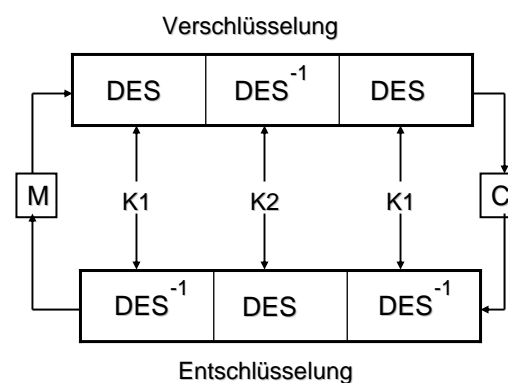 Verschlüsselung
DES DES-1 DES
M K1 K2 K1 C
DES-1 DES DES-1
Entschlüsselung